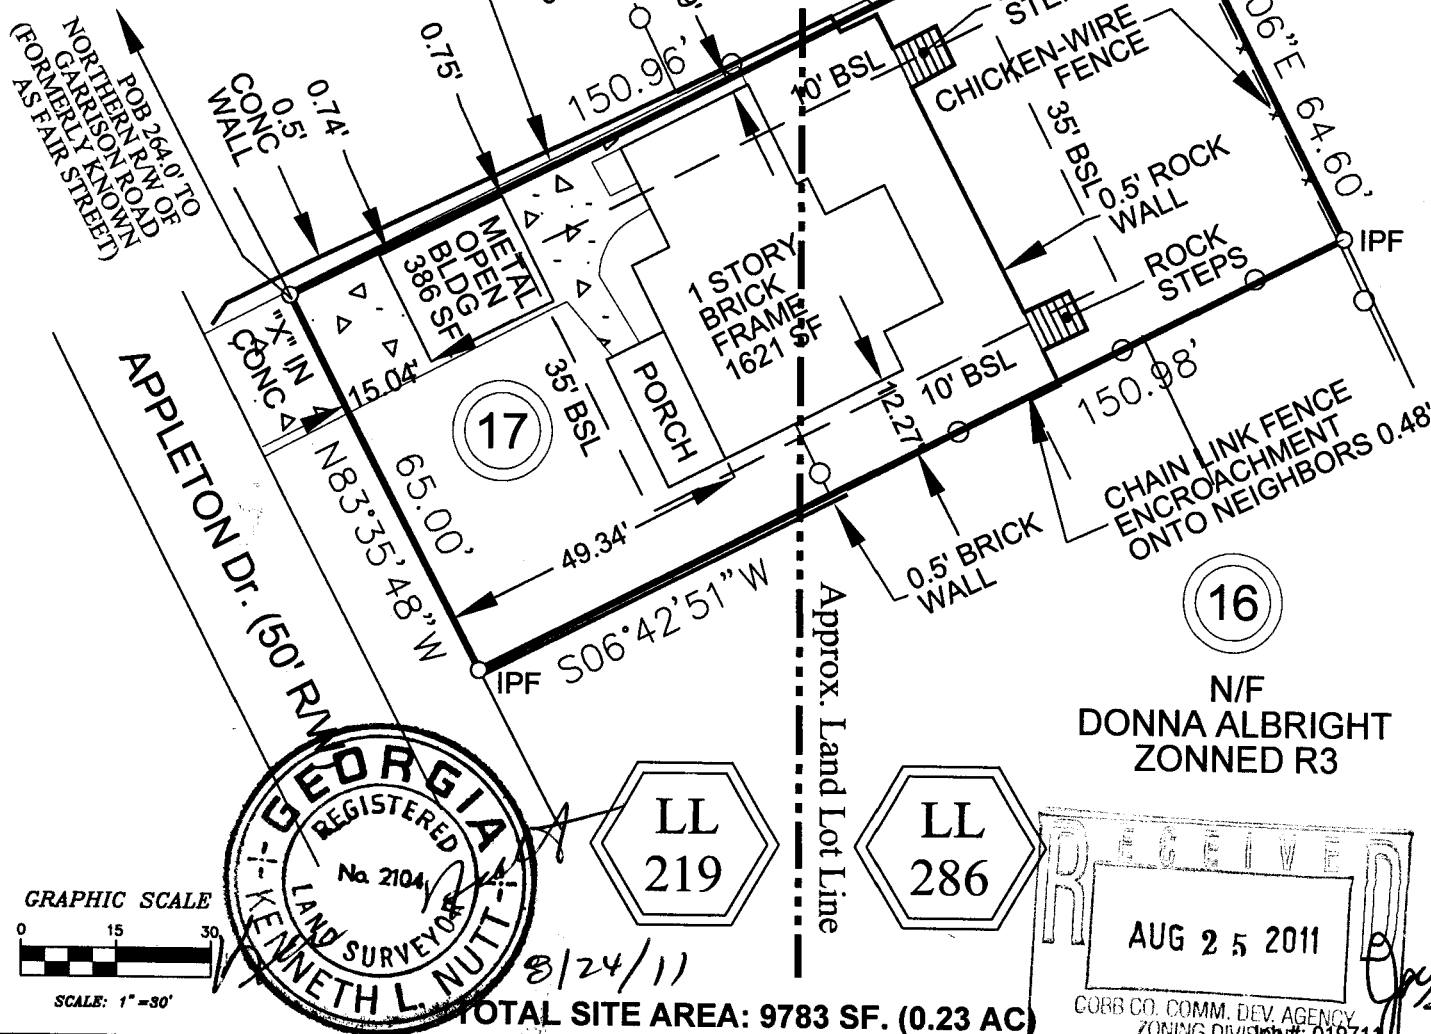 POB 264.0' TO
NORTHERN R/W OF
GARRISON ROAD
(FORMERLY KNOWN
AS FAIR STREET)
0.5'
CONC
WALL
0.74'
0.75'
150.96'
10' BSL
CHICKEN-WIRE
FENCE
06"E 64.60'
35' BSL
0.5' ROCK
WALL
ROCK
STEPS
IPF
METAL
OPEN
BLDG
386 SF
1 STORY
BRICK
FRAME
1621 SF
"X" IN
CONC
15.04'
17
35' BSL
PORCH
12.27'
10' BSL
150.98'
CHAIN LINK FENCE
ENCROACHMENT
ONTO NEIGHBORS 0.48'
APPLETON Dr. (50' R/W
N83°35'48"W
65.00'
49.34'
0.5' BRICK
WALL
S06°42'51"W
IPF
Approx. Land Lot Line
16
N/F
DONNA ALBRIGHT
ZONNED R3
LL
219
LL
286
GEORGIA
REGISTERED
No. 2104
LAND SURVEYOR
KENNETH L. NUTT
8/24/11
GRAPHIC SCALE
0 15 30
SCALE: 1"=30'
RECEIVED
AUG 25 2011
COBB CO. COMM. DEV. AGENCY
TOTAL SITE AREA: 9783 SF. (0.23 AC)